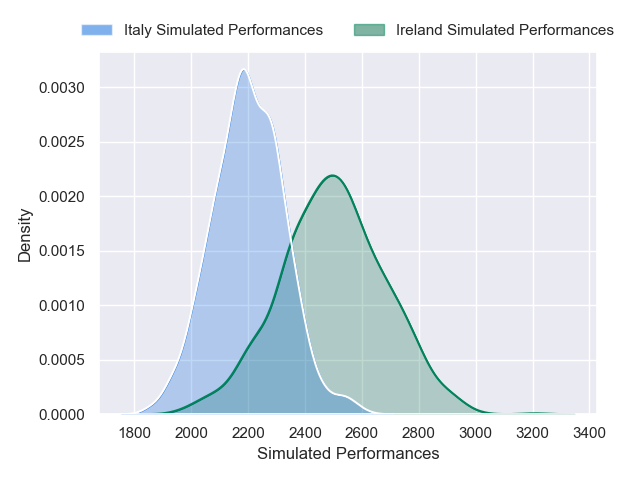 Italy Simulated Performances Ireland Simulated Performances
0.0030
0.0025
0.0020
0.0015
0.0010
0.0005
0.0000
Density
1800 2000 2200 2400 2600 2800 3000 3200 3400
Simulated Performances